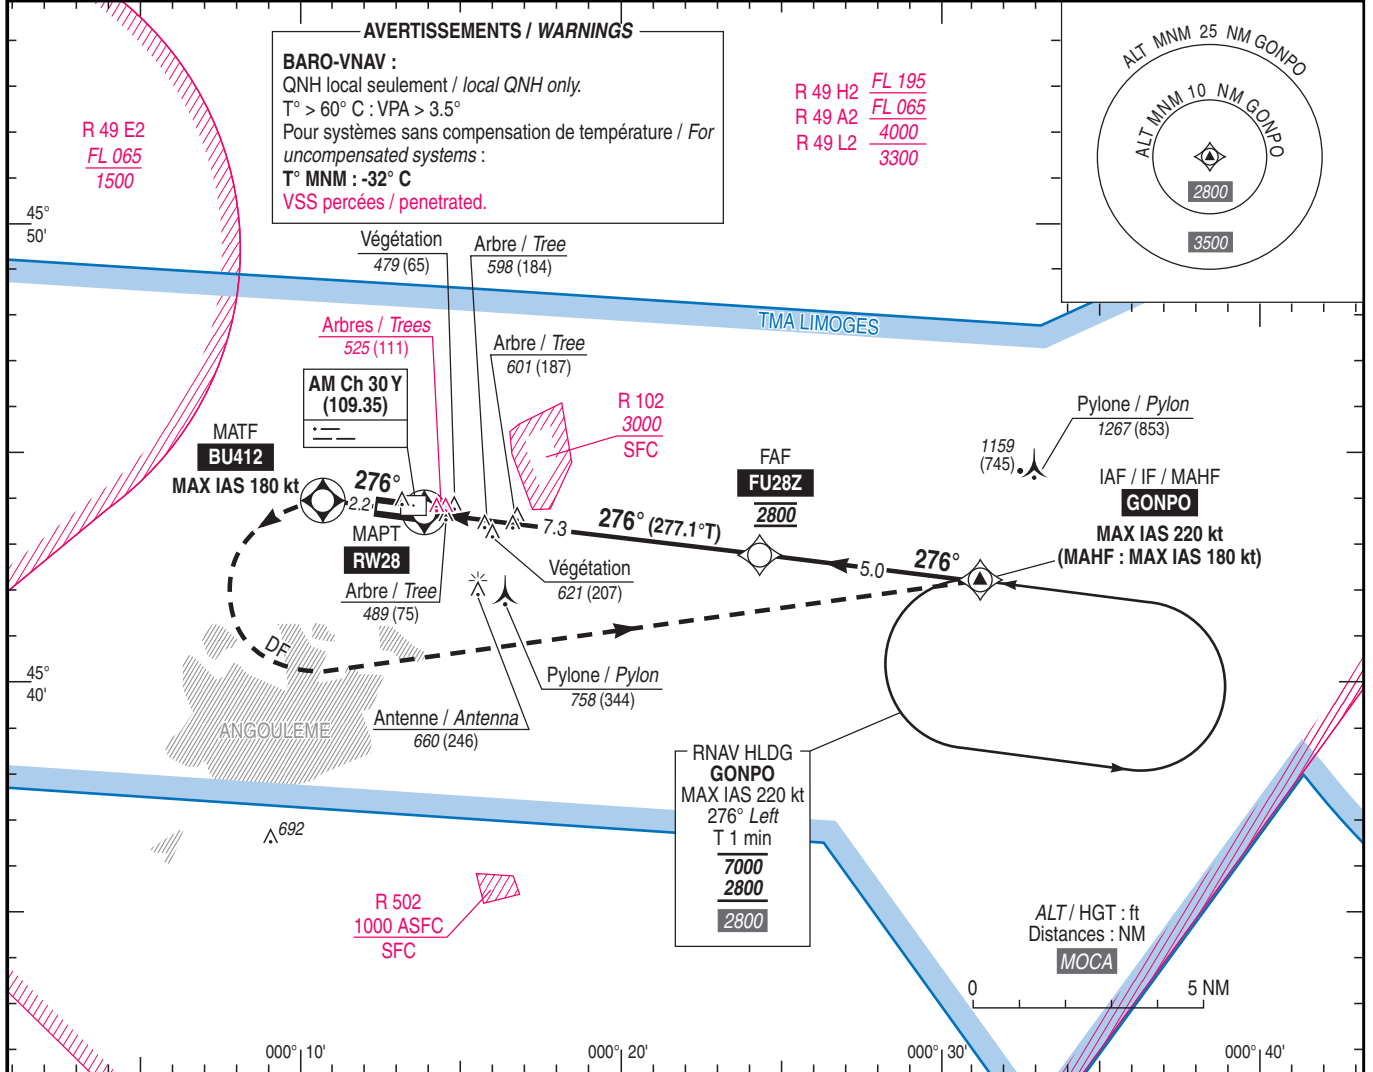 AVERTISSEMENTS / WARNINGS
BARO-VNAV :
QNH local seulement / local QNH only.
T° > 60° C : VPA > 3.5°
Pour systèmes sans compensation de température / For
uncompensated systems :
T° MNM : -32° C
VSS percées / penetrated.
R 49 E2
FL 065
1500
R 49 H2 FL 195
R 49 A2 FL 065
4000
R 49 L2
3300
ALT MNM 25 NM GONPO
ALT MNM 10 NM GONPO
2800
3500
45°
50'
Végétation
479 (65)
Arbre / Tree
598 (184)
TMA LIMOGES
Arbres / Trees
525 (111)
Arbre / Tree
601 (187)
AM Ch 30 Y
(109.35)
R 102
3000
SFC
Pylone / Pylon
1267 (853)
1159
(745)
MATF
BU412
MAX IAS 180 kt
276°
2.2
MAPT
RW28
FAF
FU28Z
2800
IAF / IF / MAHF
GONPO
MAX IAS 220 kt
(MAHF : MAX IAS 180 kt)
7.3
276° (277.1°T)
5.0
276°
Arbre / Tree
489 (75)
Végétation
621 (207)
DF
45°
40'
Pylone / Pylon
758 (344)
Antenne / Antenna
660 (246)
ANGOULEME
RNAV HLDG
GONPO
MAX IAS 220 kt
276° Left
T 1 min
7000
2800
2800
692
R 502
1000 ASFC
SFC
ALT / HGT : ft
Distances : NM
MOCA
0 5 NM
000° 10' 000° 20' 000° 30' 000° 40'